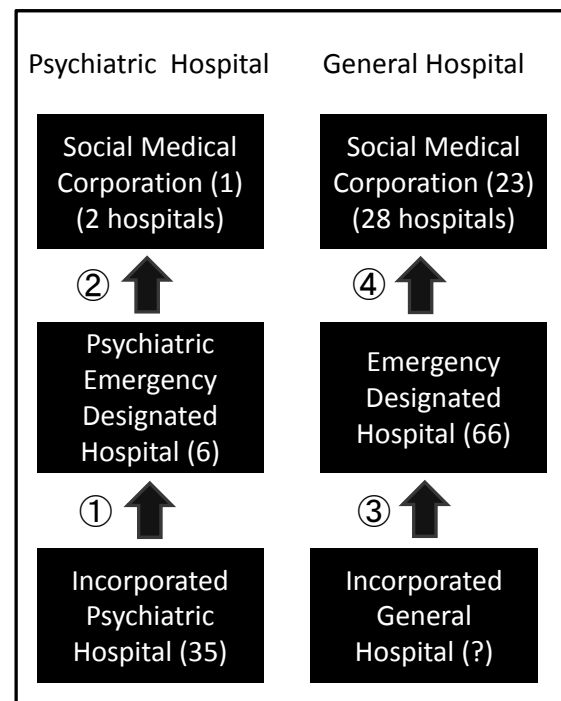 Psychiatric Hospital
General Hospital
Social Medical
Corporation (1)
(2 hospitals)
Social Medical
Corporation (23)
(28 hospitals)
②
④
Psychiatric
Emergency
Designated
Hospital (6)
Emergency
Designated
Hospital (66)
①
③
Incorporated
Psychiatric
Hospital (35)
Incorporated
General
Hospital (?)